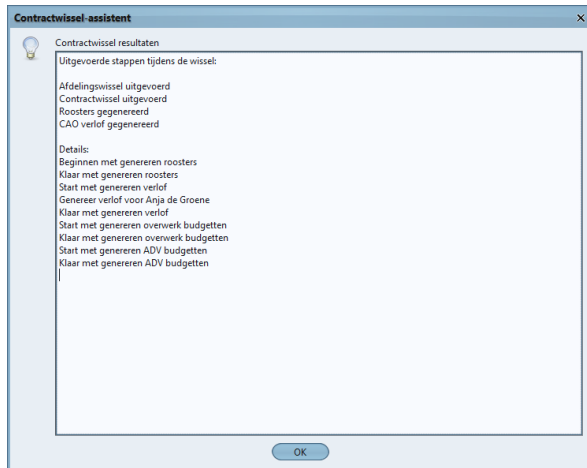 Contractwissel-assistent
Contractwissel resultaten
Uitgevoerde stappen tijdens de wissel:
Afdelingswissel uitgevoerd
Contractwissel uitgevoerd
Roosters gegenereerd
CAO verlof gegenereerd
Details:
Beginnen met genereren roosters
Klaar met genereren roosters
Start met genereren verlof
Genereer verlof voor Anja de Groene
Klaar met genereren verlof
Start met genereren overwerk budgetten
Klaar met genereren overwerk budgetten
Start met genereren ADV budgetten
Klaar met genereren ADV budgetten
OK